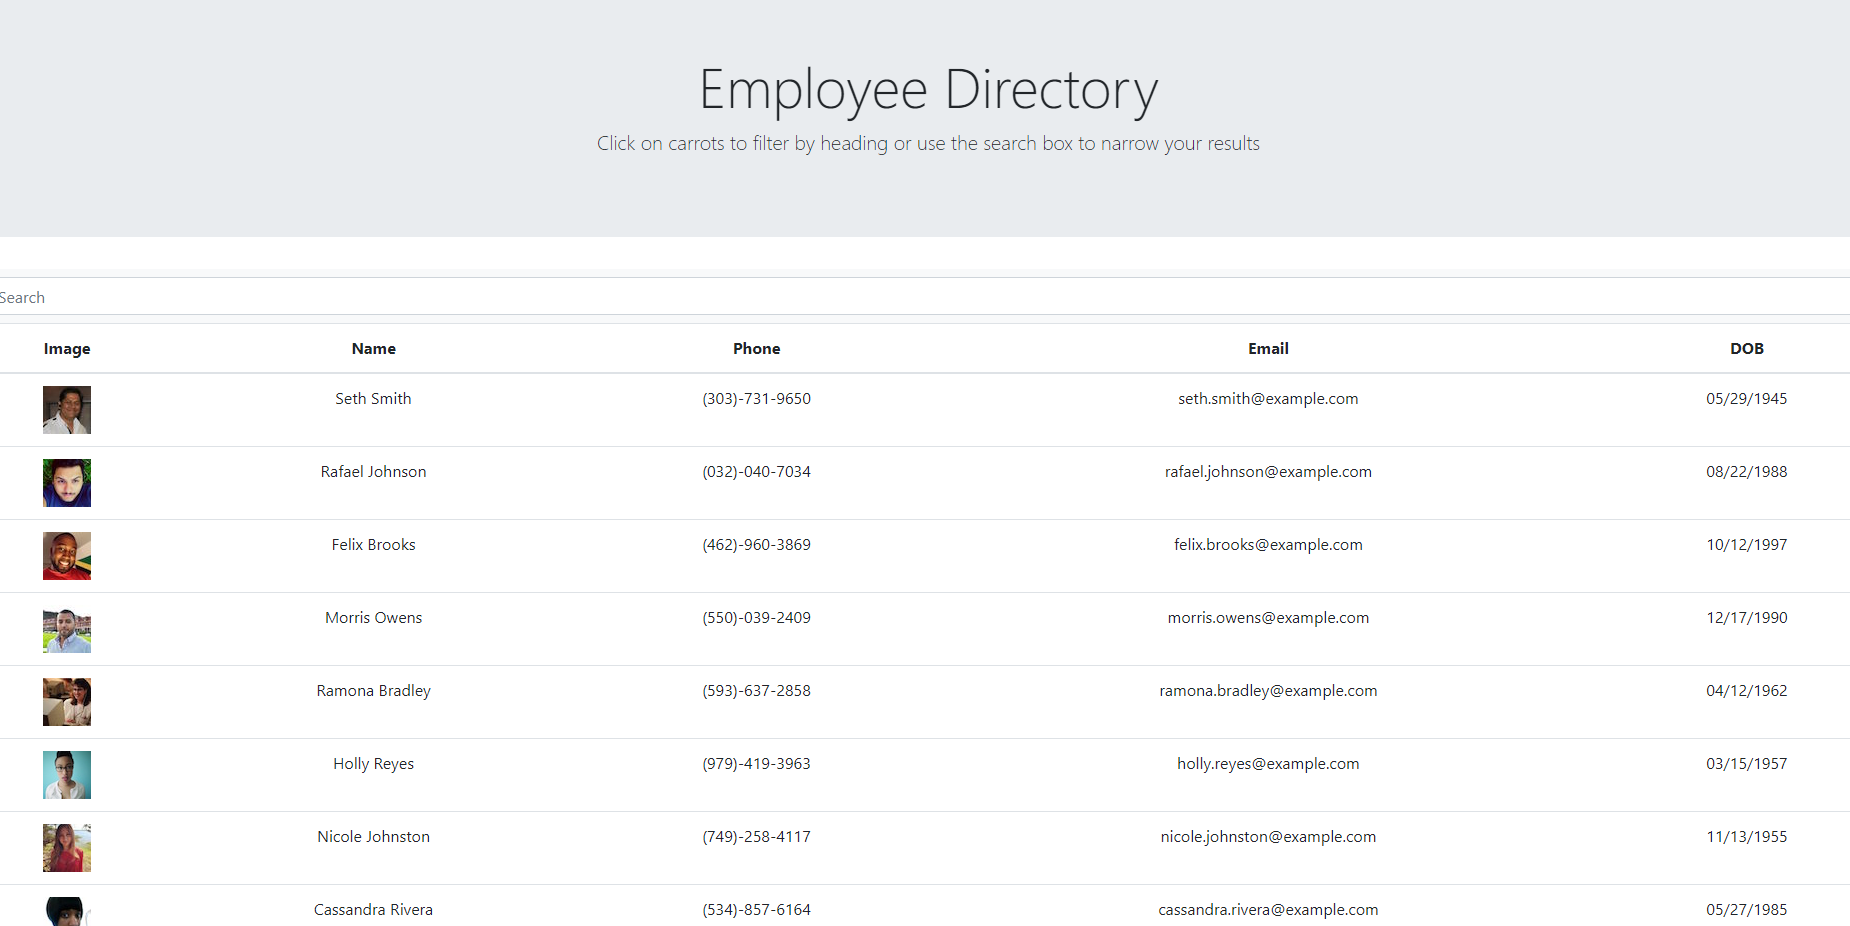 Employee Directory
Click on carrots to filter by heading or use the search box to narrow your results
Search
Image Name Phone Email DOB
Seth Smith (303)-731-9650 seth.smith@example.com 05/29/1945
Rafael Johnson (032)-040-7034 rafael.johnson@example.com 08/22/1988
Felix Brooks (462)-960-3869 felix.brooks@example.com 10/12/1997
Morris Owens (550)-039-2409 morris.owens@example.com 12/17/1990
Ramona Bradley (593)-637-2858 ramona.bradley@example.com 04/12/1962
Holly Reyes (979)-419-3963 holly.reyes@example.com 03/15/1957
Nicole Johnston (749)-258-4117 nicole.johnston@example.com 11/13/1955
Cassandra Rivera (534)-857-6164 cassandra.rivera@example.com 05/27/1985